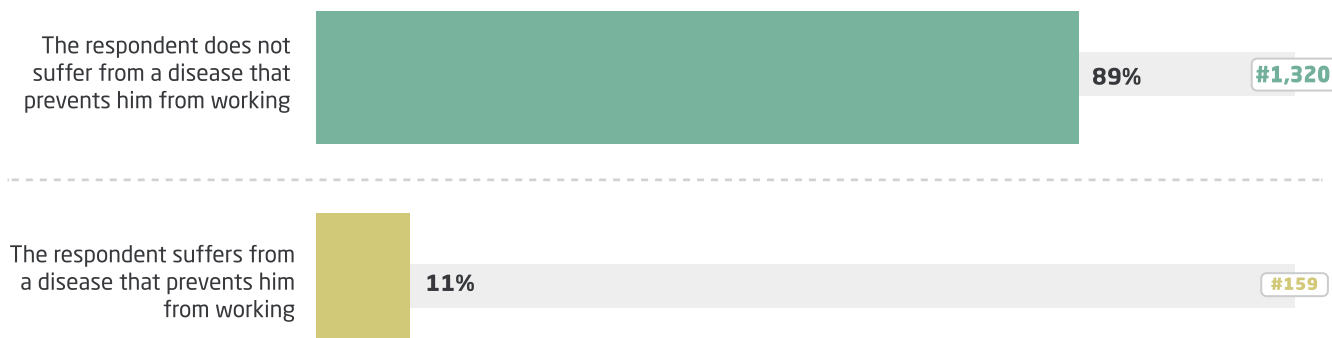 The respondent does not
suffer from a disease that
prevents him from working
89%
#1,320
The respondent suffers from
a disease that prevents him
from working
11%
#159